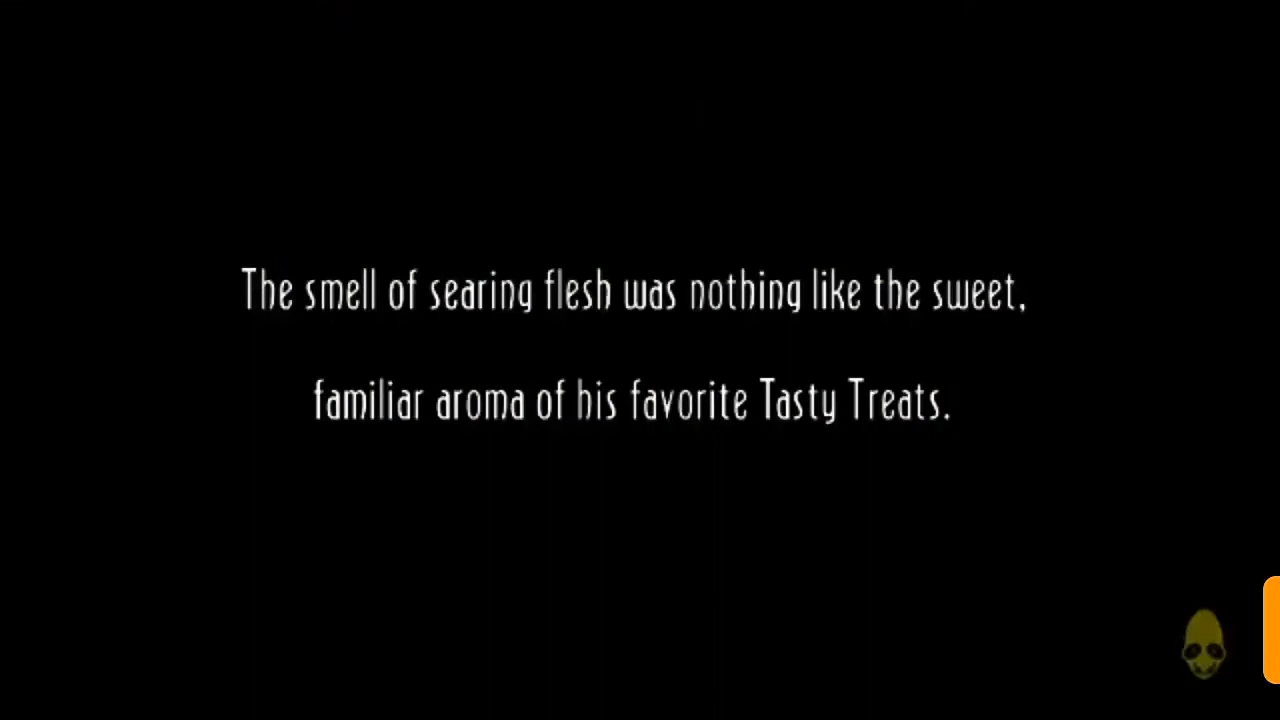 The smell of searing flesh was nothing like the sweet,
familiar aroma of his favorite Tasty Treats.